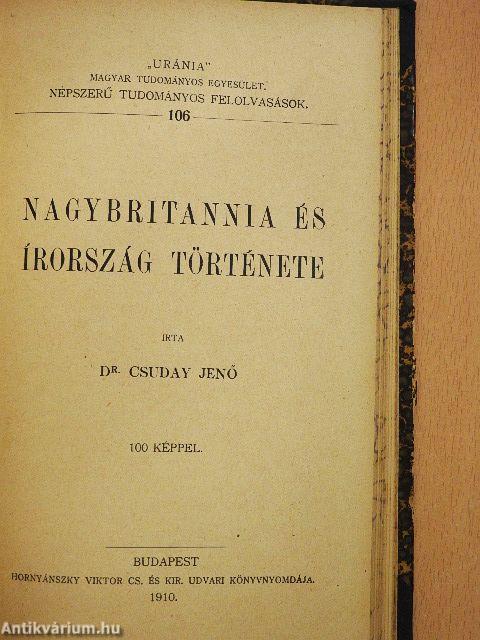 „URÁNIA”
MAGYAR TUDOMÁNYOS EGYESÜLET.
NÉPSZERŰ TUDOMÁNYOS FELOLVASÁSOK.
106
NAGYBRITANNIA ÉS
ÍRORSZÁG TÖRTÉNETE
IRTA
DR. CSUDAY JENŐ
100 KÉPPEL.
BUDAPEST
HORNYÁNSZKY VIKTOR CS. ÉS KIR. UDVARI KÖNYVNYOMDÁJA.
1910.
Antikvárium.hu